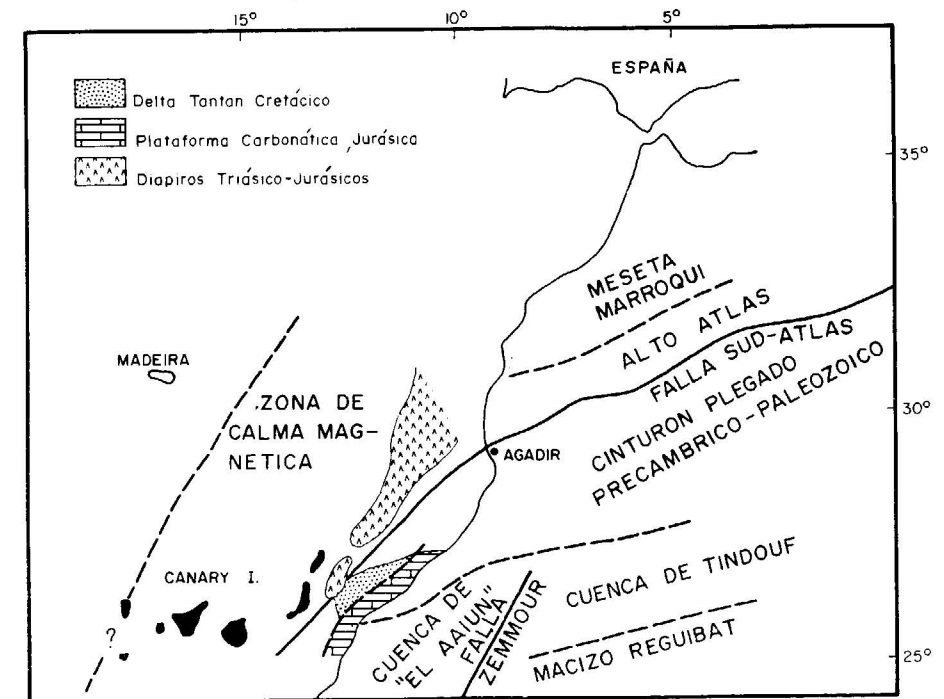 15°
10°
5°
ESPAÑA
Delta Tantan Cretácico
Plataforma Carbonática, Jurásica
Diapiros Triásico-Jurásicos
35°
MESETA
MARROQUI
ALTO ATLAS
FALLA SUD-ATLAS
CINTURON PLEGADO
PRECAMBRICO-PALEOZOICO
MADEIRA
ZONA DE
CALMA MAG-
NETICA
30°
AGADIR
CANARY I.
?
CUENCA DE
"EL AAIUN"
FALLA
ZEMMOUR
CUENCA DE TINDOUF
MACIZO REGUIBAT
25°